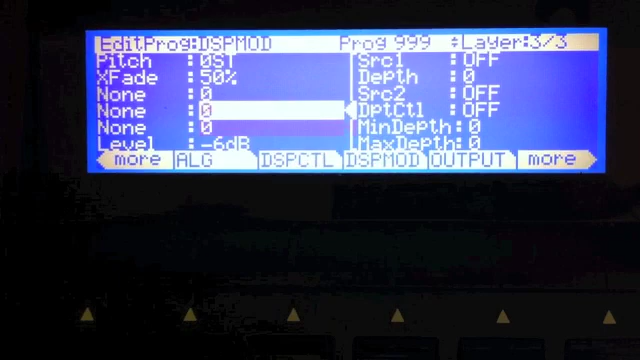 EditProg:DSPMOD Prog 999 Layer:3/3
Pitch :0ST Src1 :OFF
XFade :50% Depth :0
None :0 Src2 :OFF
None :0 DptCtl :OFF
None :0 MinDepth:0
Level :-6dB MaxDepth:0
more ALG DSPCTL DSPMOD OUTPUT more